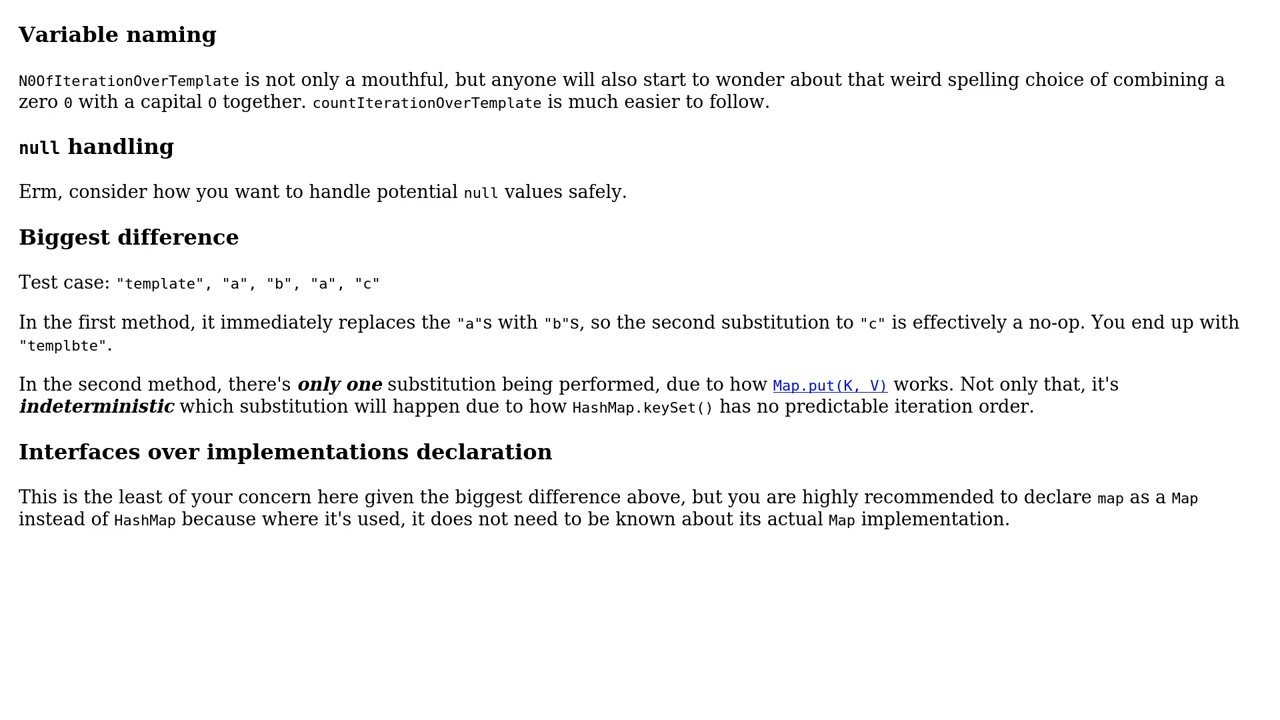 Variable naming
N0OfIterationOverTemplate is not only a mouthful, but anyone will also start to wonder about that weird spelling choice of combining a
zero 0 with a capital O together. countIterationOverTemplate is much easier to follow.
null handling
Erm, consider how you want to handle potential null values safely.
Biggest difference
Test case: "template", "a", "b", "a", "c"
In the first method, it immediately replaces the "a"s with "b"s, so the second substitution to "c" is effectively a no-op. You end up with
"templbte".
In the second method, there's only one substitution being performed, due to how Map.put(K, V) works. Not only that, it's
indeterministic which substitution will happen due to how HashMap.keySet() has no predictable iteration order.
Interfaces over implementations declaration
This is the least of your concern here given the biggest difference above, but you are highly recommended to declare map as a Map
instead of HashMap because where it's used, it does not need to be known about its actual Map implementation.